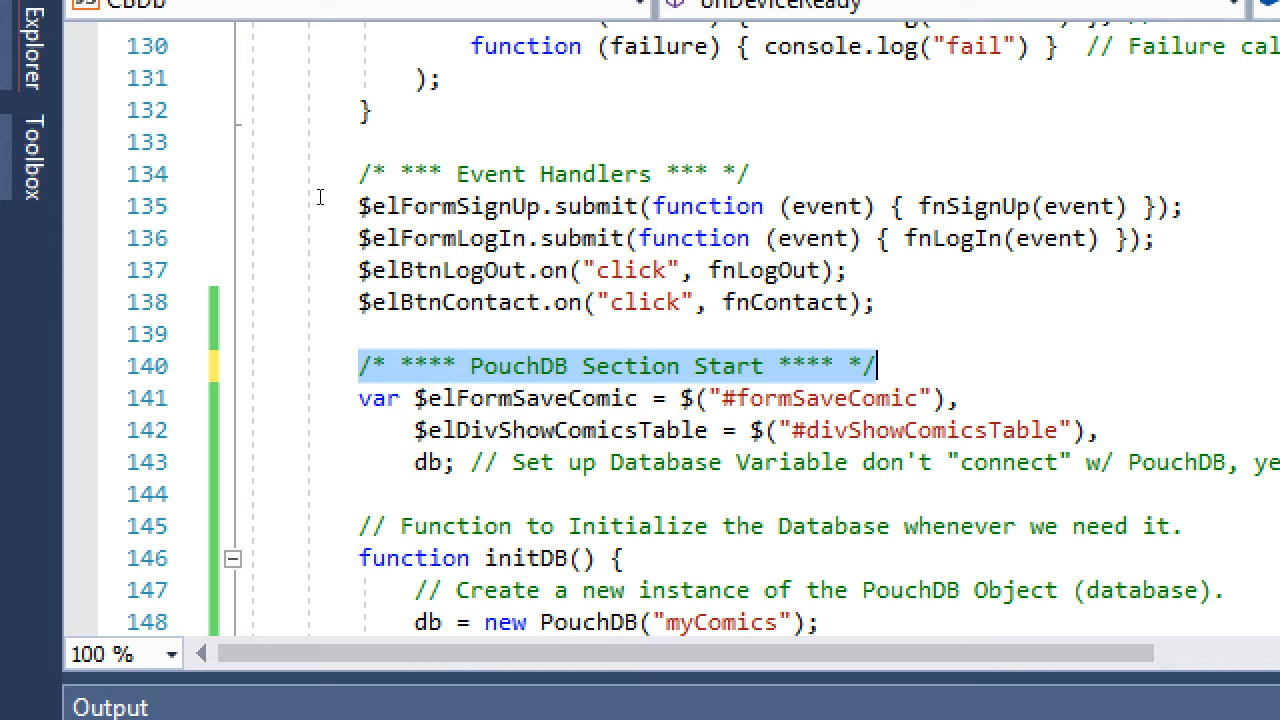 CBDb
onDeviceReady
Explorer
Toolbox
130 function (failure) { console.log("fail") } // Failure cal
131 );
132 }
133
134 /* *** Event Handlers *** */
135 $elFormSignUp.submit(function (event) { fnSignUp(event) });
136 $elFormLogIn.submit(function (event) { fnLogIn(event) });
137 $elBtnLogOut.on("click", fnLogOut);
138 $elBtnContact.on("click", fnContact);
139
140 /* **** PouchDB Section Start **** */
141 var $elFormSaveComic = $("#formSaveComic"),
142 $elDivShowComicsTable = $("#divShowComicsTable"),
143 db; // Set up Database Variable don't "connect" w/ PouchDB, ye
144
145 // Function to Initialize the Database whenever we need it.
146 function initDB() {
147 // Create a new instance of the PouchDB Object (database).
148 db = new PouchDB("myComics");
100 %
Output